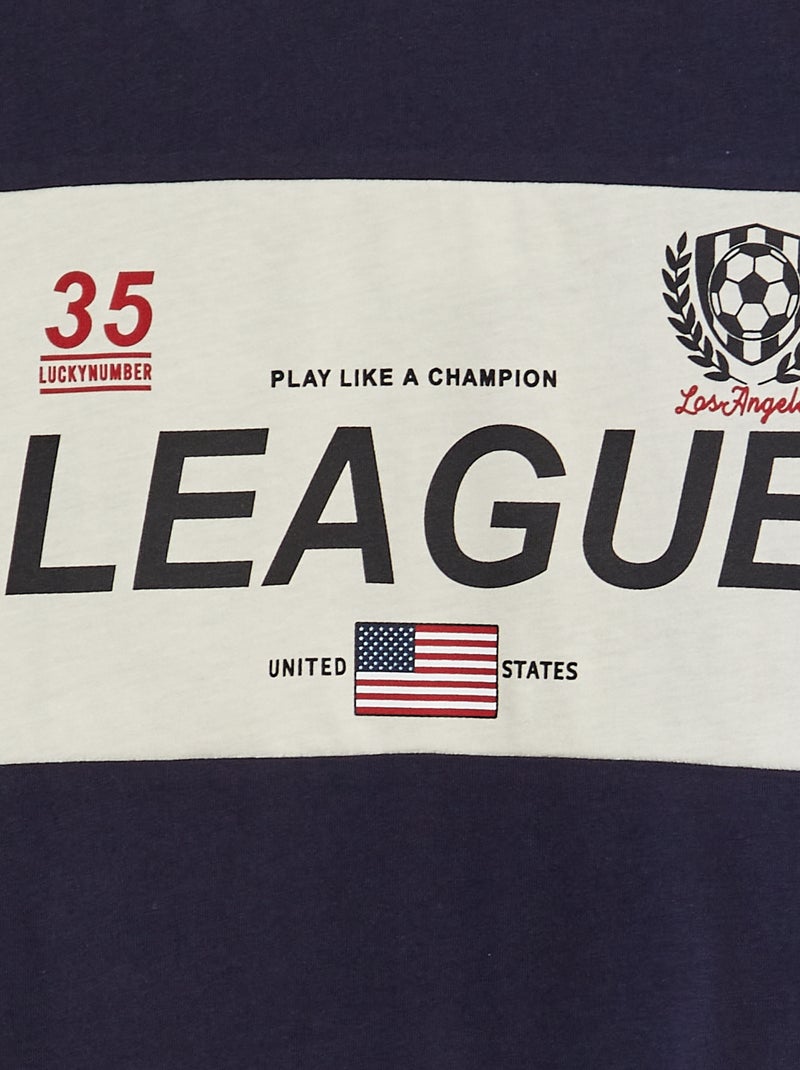 35
LUCKYNUMBER
PLAY LIKE A CHAMPION
Los Angel
LEAGUE
UNITED STATES